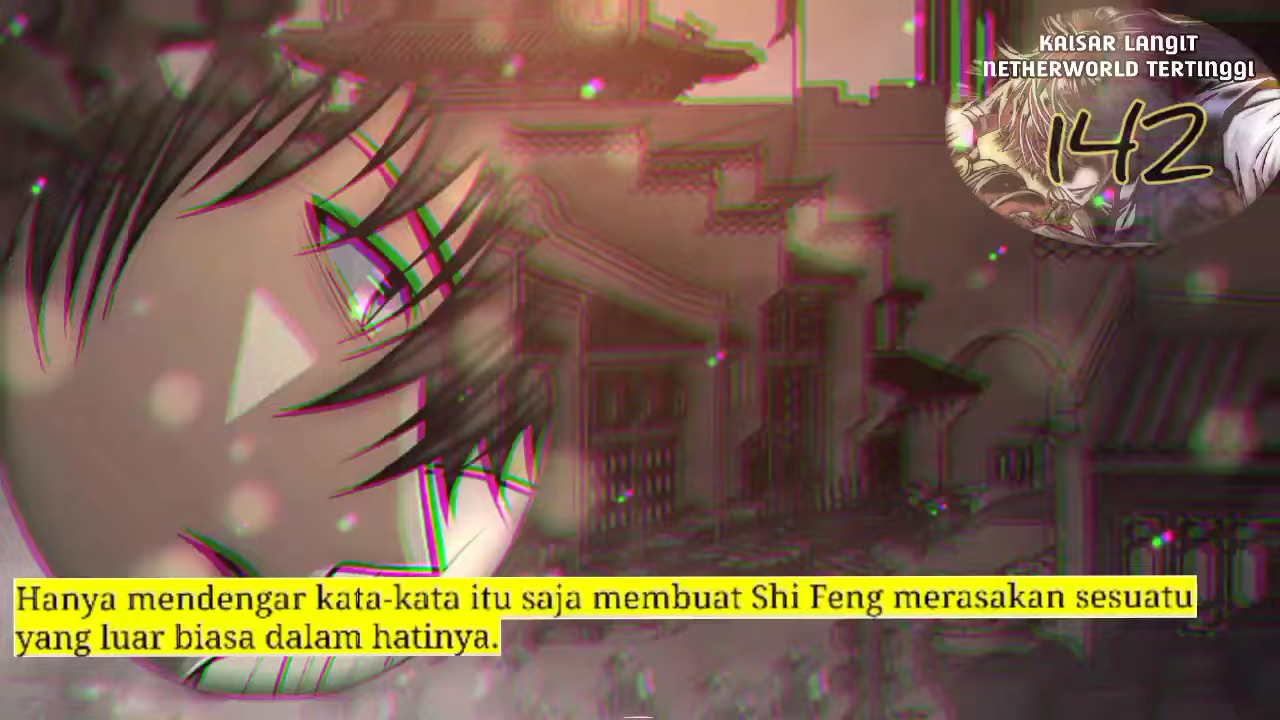 KAISAR LANGIT
NETHERWORLD TERTINGGI
142
Hanya mendengar kata-kata itu saja membuat Shi Feng merasakan sesuatu
yang luar biasa dalam hatinya.